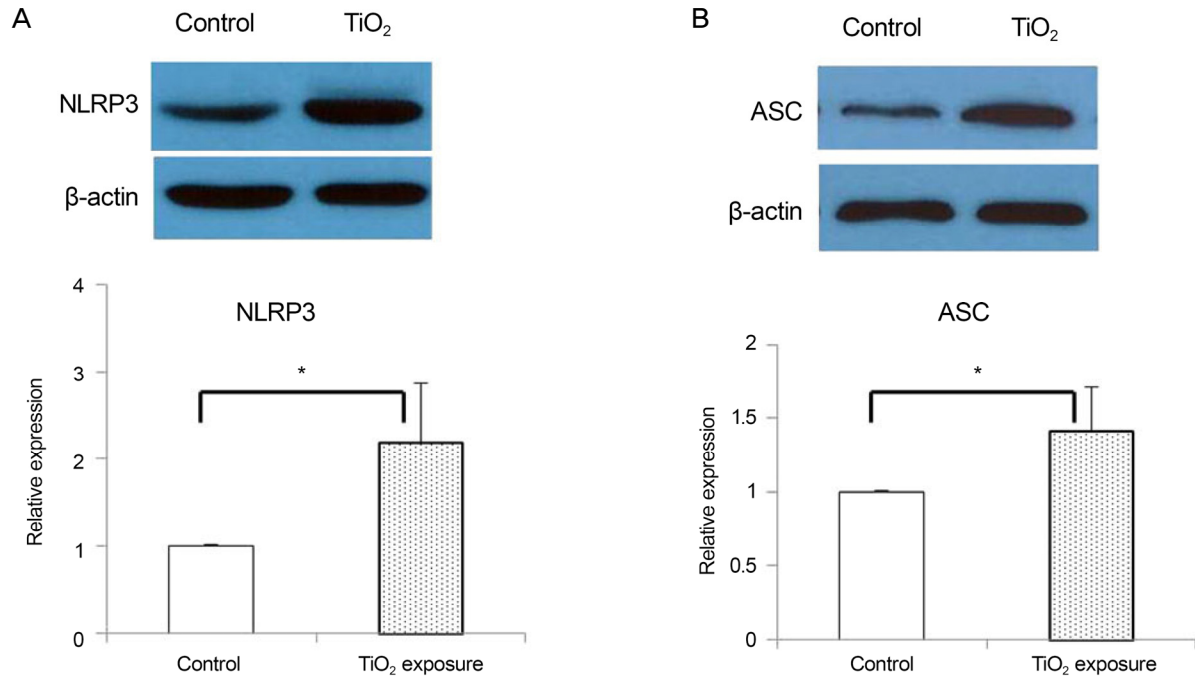 A
Control TiO₂
NLRP3
β-actin
NLRP3
4
3
2
1
0
Relative expression
*
Control TiO₂ exposure
B
Control TiO₂
ASC
β-actin
ASC
2
1.5
1
0.5
0
Relative expression
*
Control TiO₂ exposure